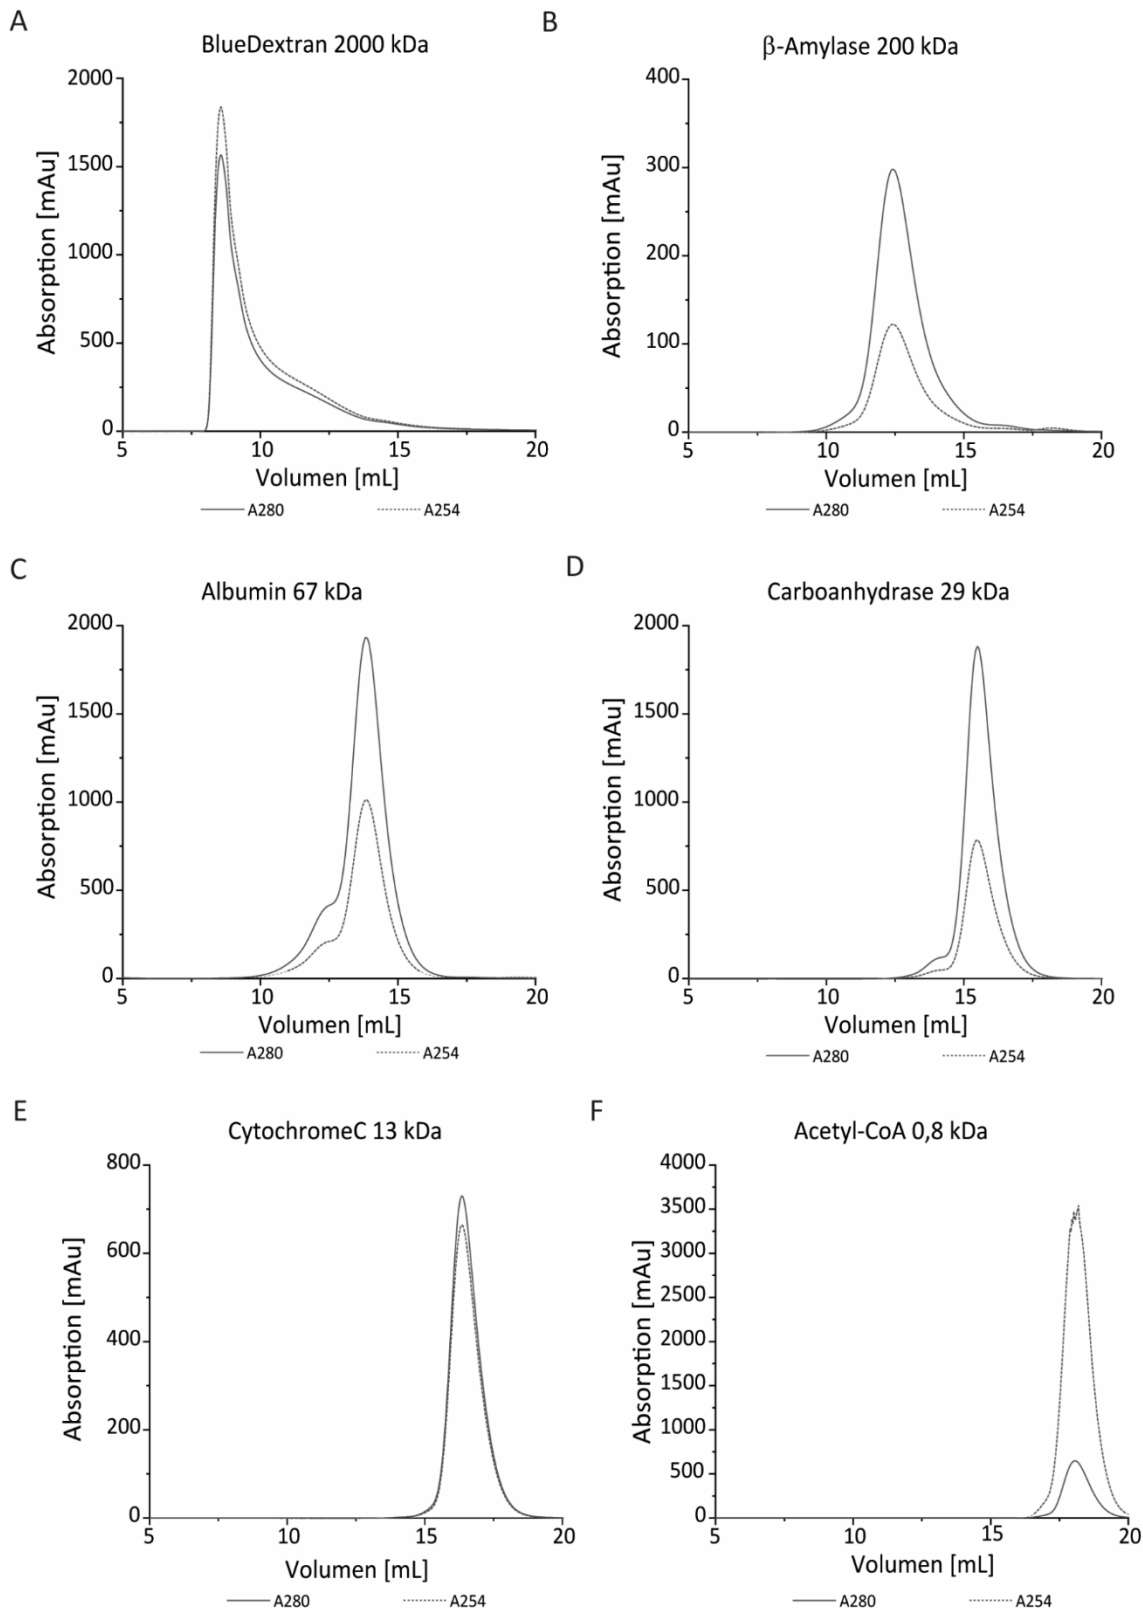 A
BlueDextran 2000 kDa
Absorption [mAu]
2000
1500
1000
500
0
5
10
15
20
Volumen [mL]
A280
A254
B
β-Amylase 200 kDa
Absorption [mAu]
400
300
200
100
0
5
10
15
20
Volumen [mL]
A280
A254
C
Albumin 67 kDa
Absorption [mAu]
2000
1500
1000
500
0
5
10
15
20
Volumen [mL]
A280
A254
D
Carboanhydrase 29 kDa
Absorption [mAu]
2000
1500
1000
500
0
5
10
15
20
Volumen [mL]
A280
A254
E
CytochromeC 13 kDa
Absorption [mAu]
800
600
400
200
0
5
10
15
20
Volumen [mL]
A280
A254
F
Acetyl-CoA 0,8 kDa
Absorption [mAu]
4000
3500
3000
2500
2000
1500
1000
500
0
5
10
15
20
Volumen [mL]
A280
A254